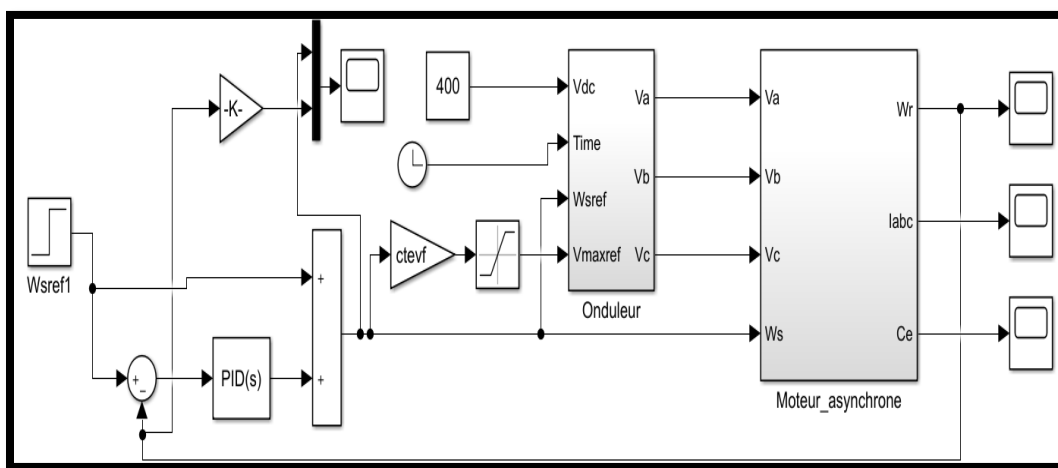 -K-
400
Vdc
Time
Wsref
Vmaxref
Va
Vb
Vc
Onduleur
Va
Vb
Vc
Ws
Wr
Iabc
Ce
Moteur_asynchrone
Wsref1
ctevf
+
+
+
_
PID(s)